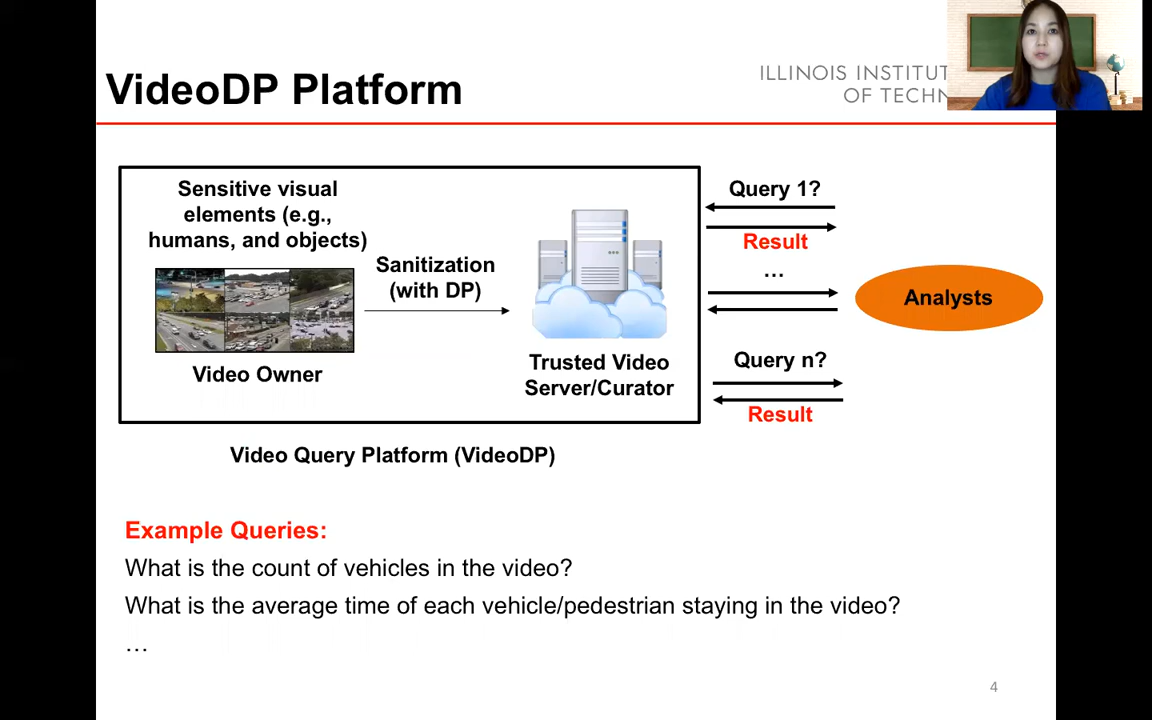 VideoDP Platform
ILLINOIS
OF
Sensitive visual
elements (e.g.,
humans, and objects)
Sanitization
(with DP)
Video Owner
Trusted Video
Server/Curator
Query 1?
Result
...
Analysts
Query n?
Result
Video Query Platform (VideoDP)
Example Queries:
What is the count of vehicles in the video?
What is the average time of each vehicle/pedestrian staying in the video?
...
4